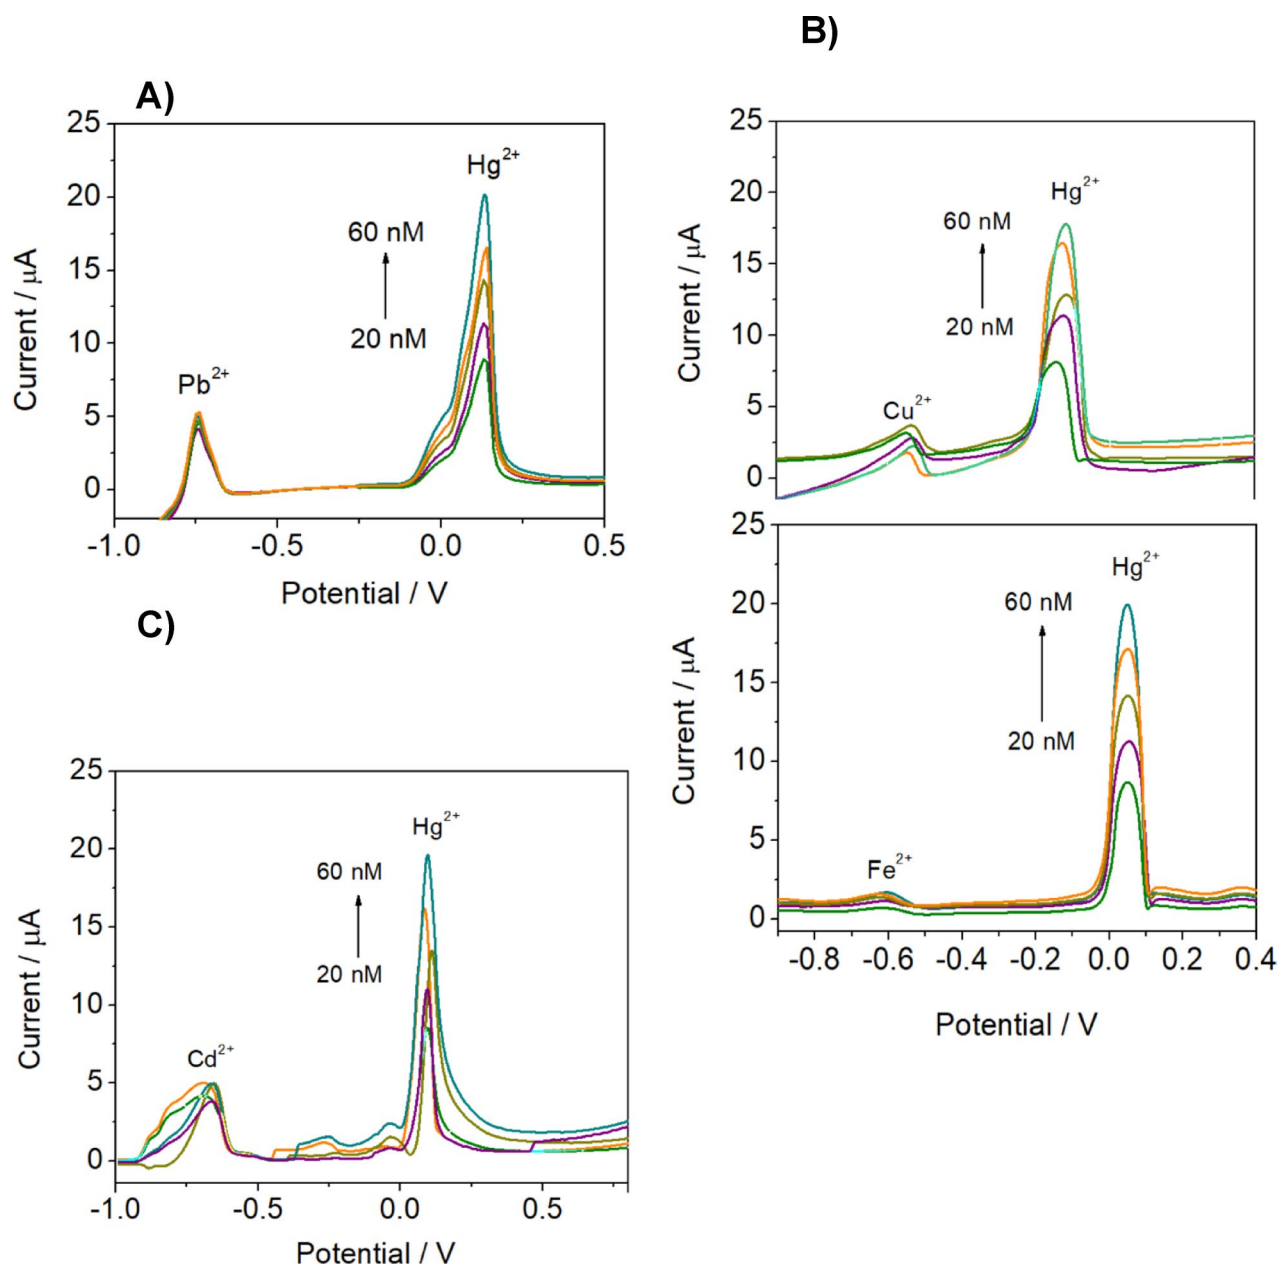 A)
25
20
15
10
5
0
Current / μA
Hg2+
60 nM
20 nM
Pb2+
-1.0 -0.5 0.0 0.5
Potential / V
B)
25
20
15
10
5
0
Current / μA
Hg2+
60 nM
20 nM
Cu2+
25
20
15
10
5
0
Current / μA
Hg2+
60 nM
20 nM
Fe2+
-0.8 -0.6 -0.4 -0.2 0.0 0.2 0.4
Potential / V
C)
25
20
15
10
5
0
Current / μA
Hg2+
60 nM
20 nM
Cd2+
-1.0 -0.5 0.0 0.5
Potential / V